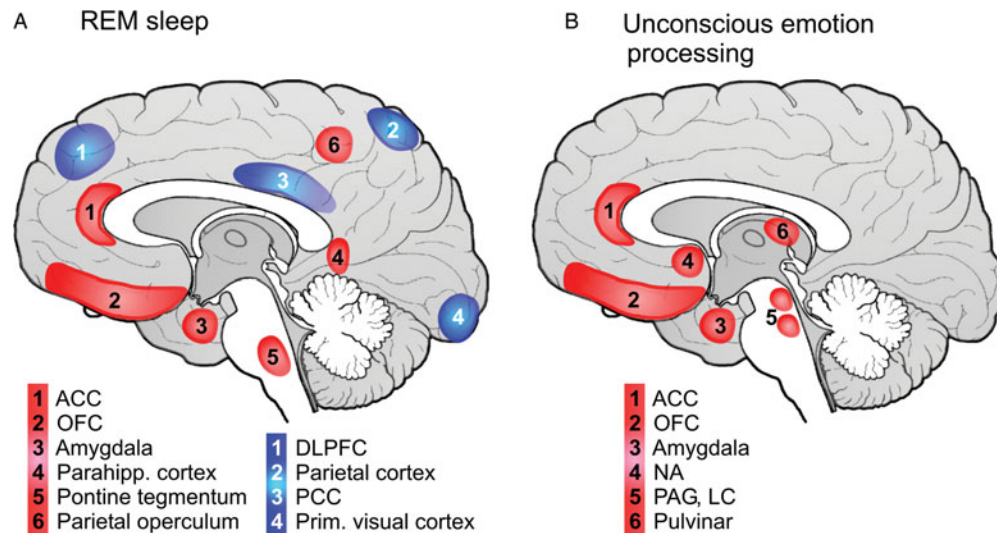 A REM sleep
B Unconscious emotion
processing
1
2
3
4
1
2
3
4
5
6
1
2
3
4
5
6
1 ACC
2 OFC
3 Amygdala
4 Parahipp. cortex
5 Pontine tegmentum
6 Parietal operculum
1 DLPFC
2 Parietal cortex
3 PCC
4 Prim. visual cortex
1 ACC
2 OFC
3 Amygdala
4 NA
5 PAG, LC
6 Pulvinar